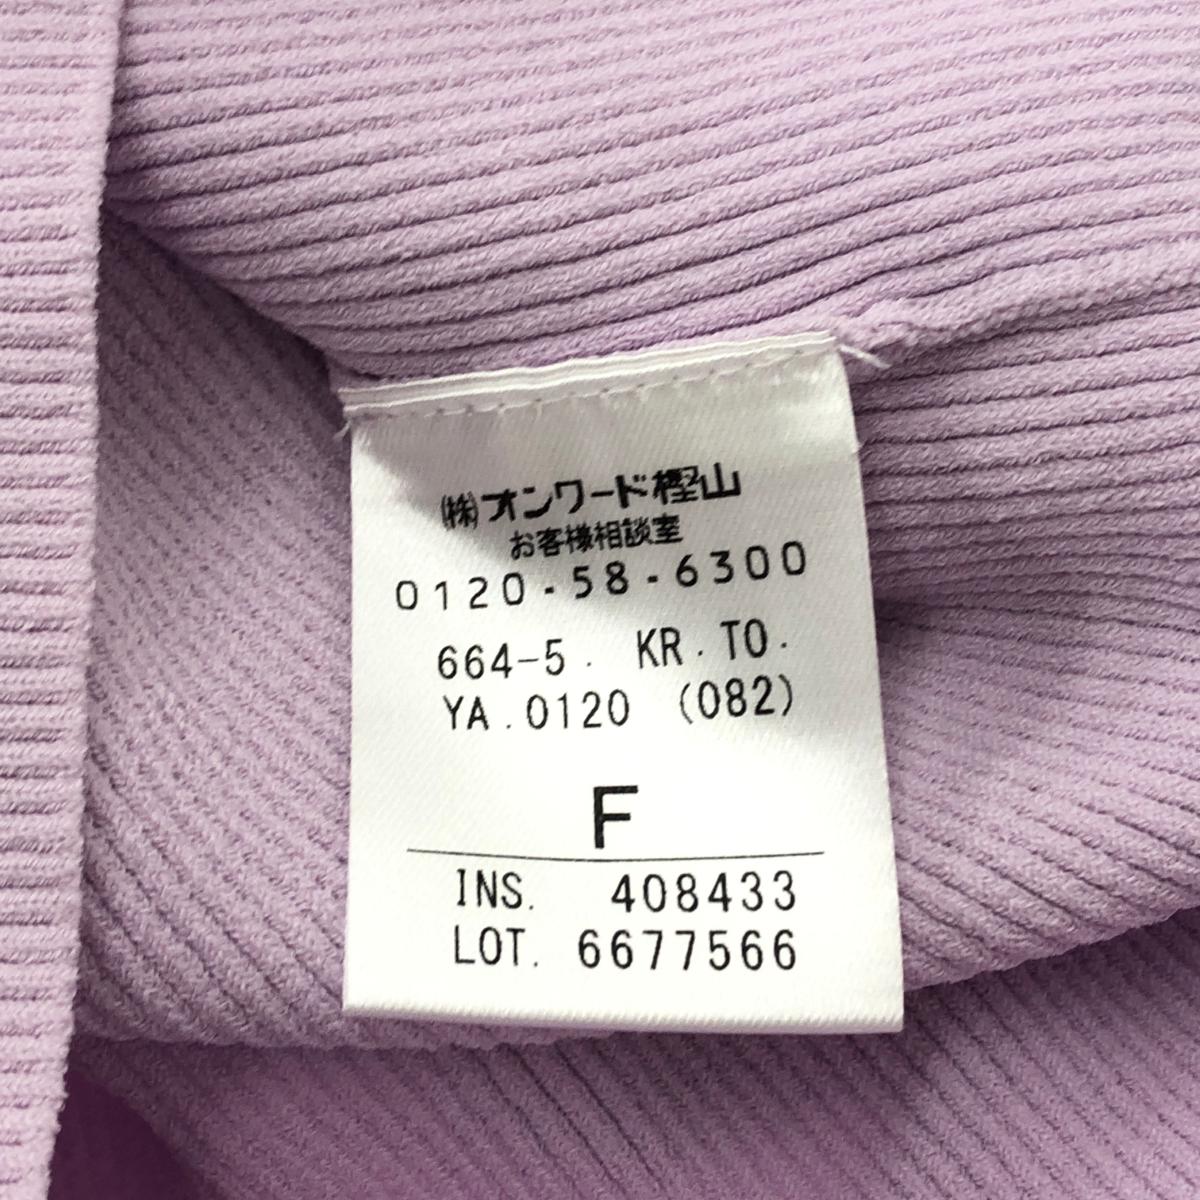 ㈱オンワード樫山
お客様相談室
0120-58-6300
664-5. KR.TO.
YA.0120 (082)
F
INS. 408433
LOT. 6677566